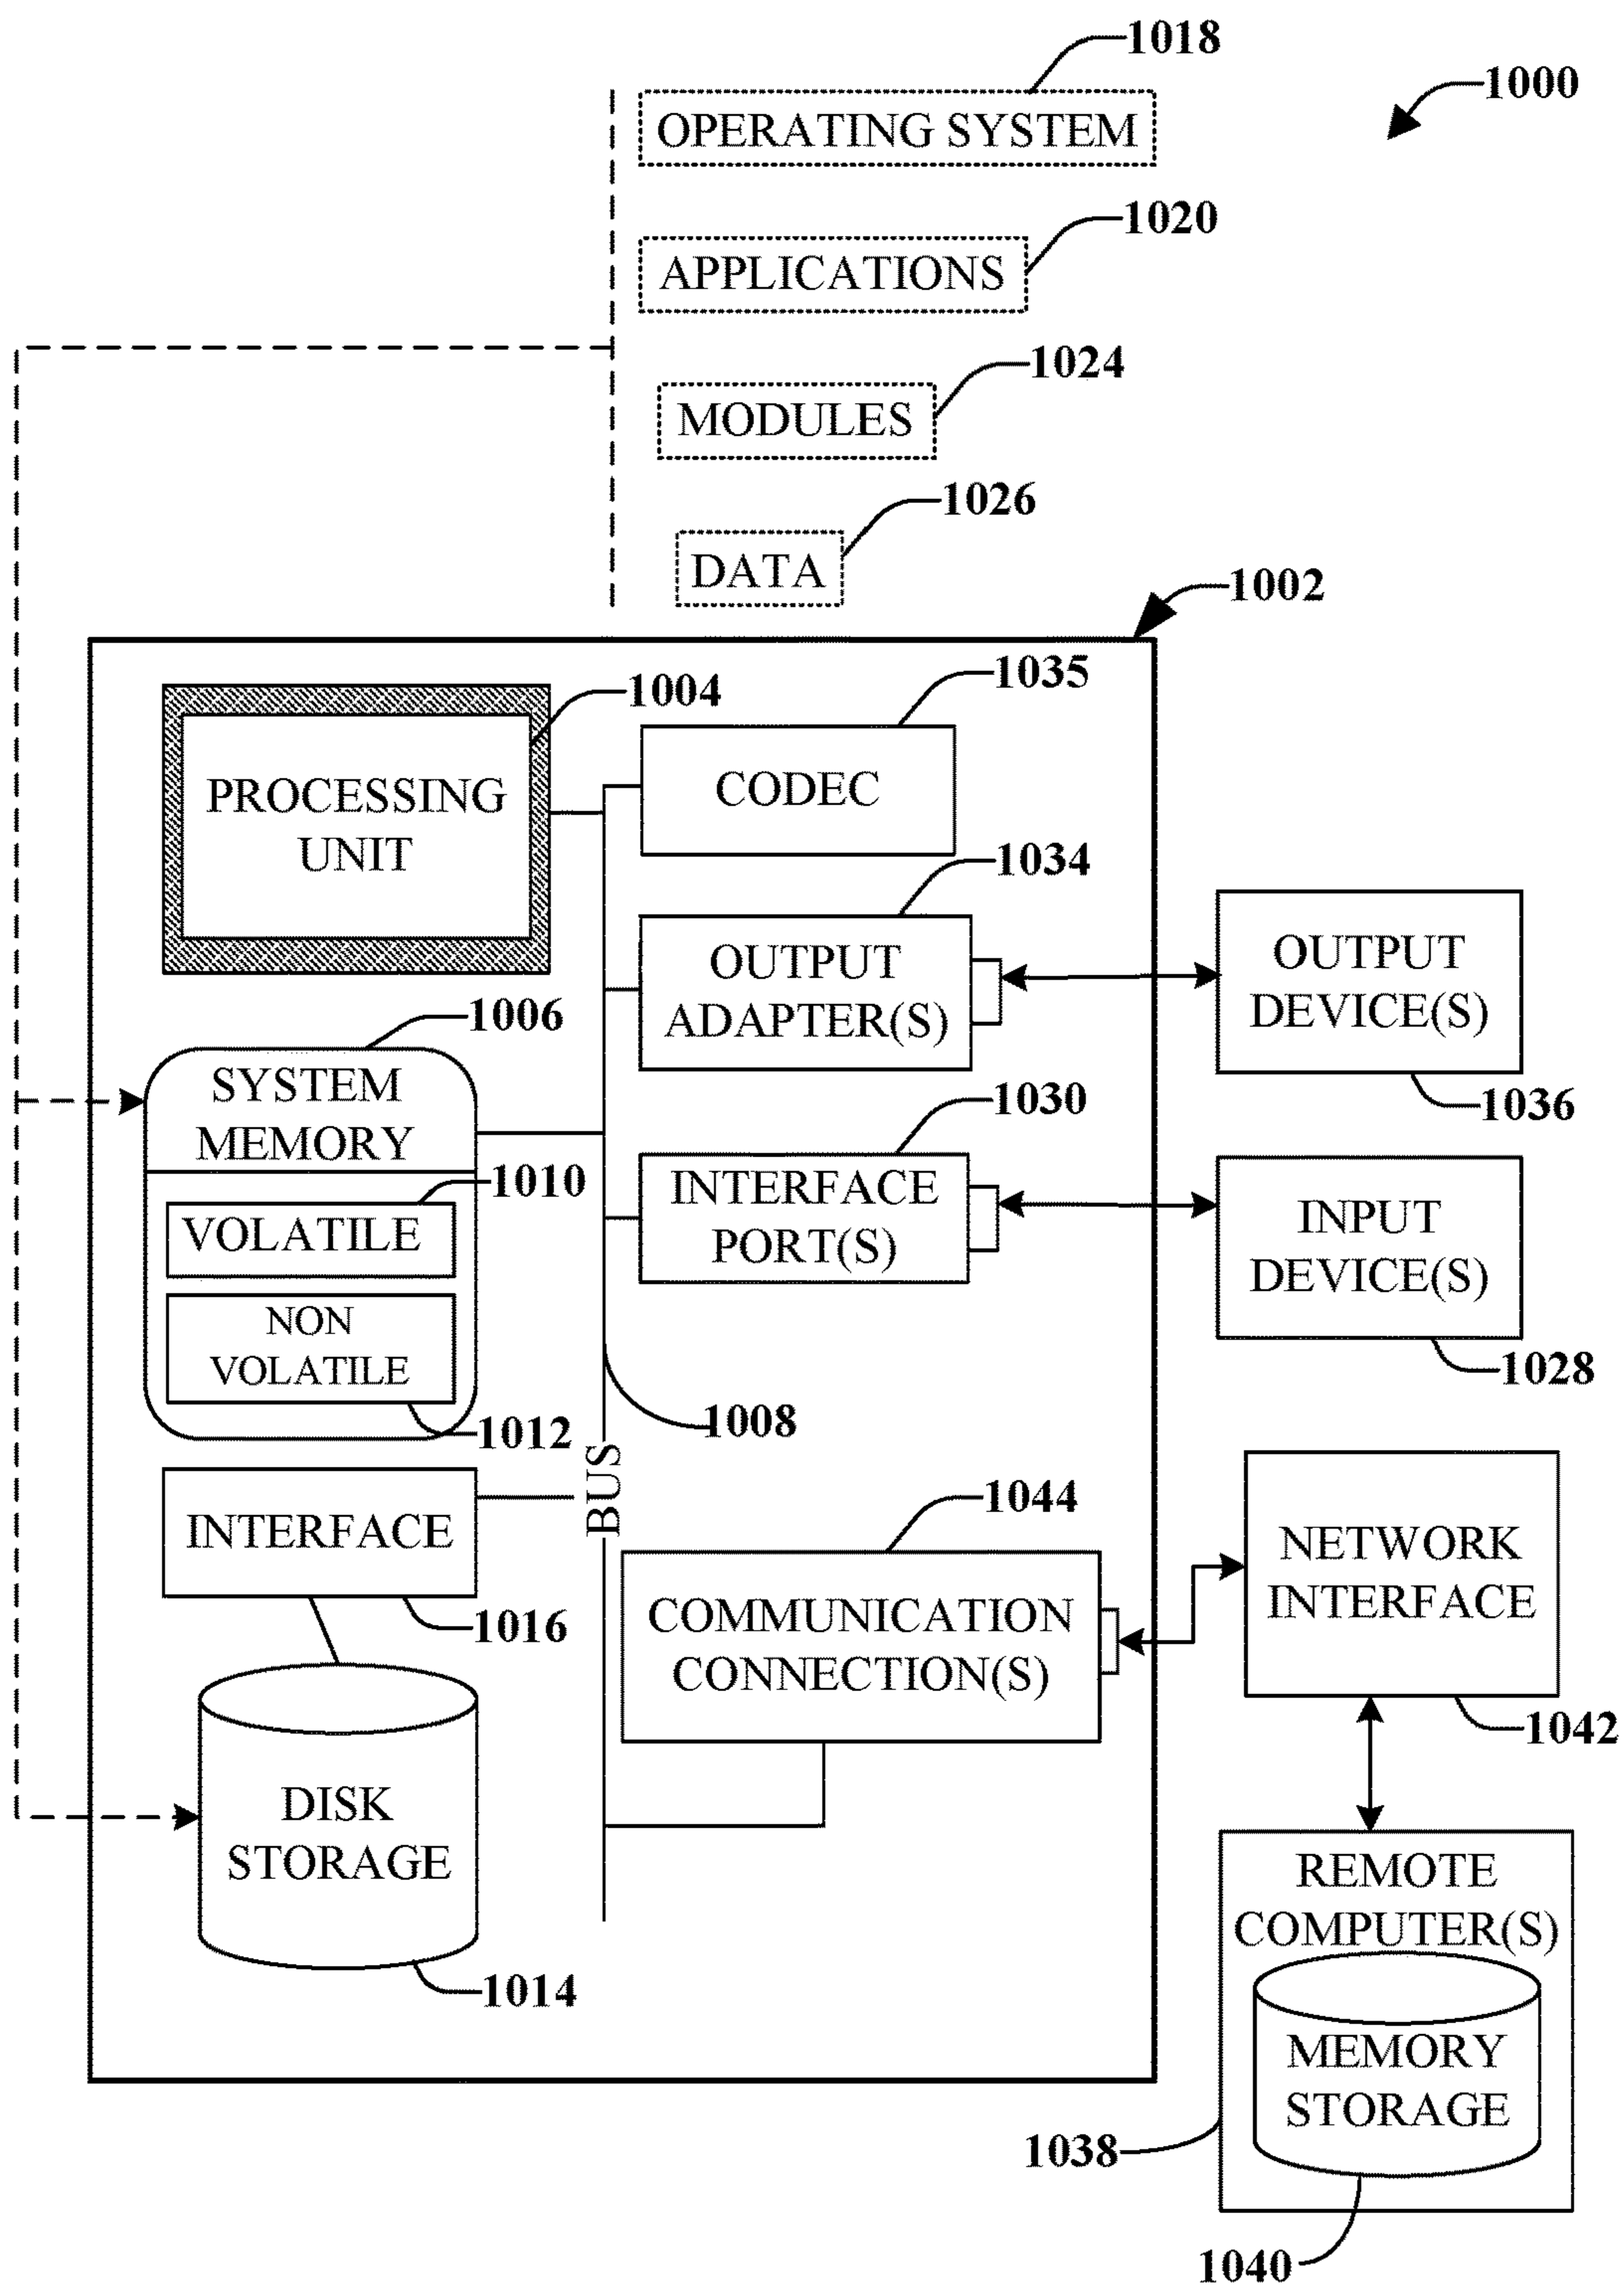 1018
1000
OPERATING SYSTEM
1020
APPLICATIONS
1024
MODULES
1026
DATA
1002
1035
1004
CODEC
PROCESSING
UNIT
1034
OUTPUT
ADAPTER(S)
OUTPUT
DEVICE(S)
1036
1006
SYSTEM
MEMORY
1030
INTERFACE
PORT(S)
INPUT
DEVICE(S)
1028
1010
VOLATILE
NON
VOLATILE
1012
1008
BUS
INTERFACE
1016
1044
COMMUNICATION
CONNECTION(S)
NETWORK
INTERFACE
1042
DISK
STORAGE
1014
REMOTE
COMPUTER(S)
MEMORY
STORAGE
1038
1040